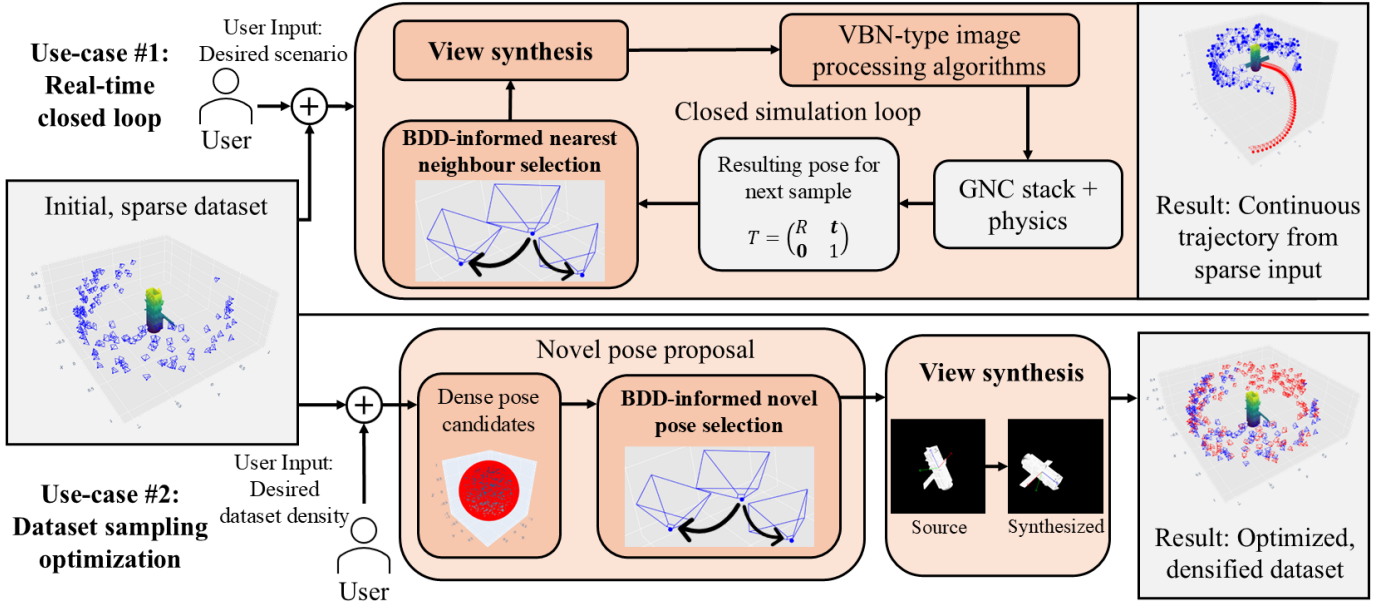 Use-case #1:
Real-time
closed loop
User Input:
Desired scenario
User
View synthesis
VBN-type image
processing algorithms
Closed simulation loop
BDD-informed nearest
neighbour selection
Resulting pose for
next sample
T = (R t
0 1)
GNC stack +
physics
Result: Continuous
trajectory from
sparse input
Initial, sparse dataset
Use-case #2:
Dataset sampling
optimization
User Input:
Desired
dataset density
User
Novel pose proposal
Dense pose
candidates
BDD-informed novel
pose selection
View synthesis
Source
Synthesized
Result: Optimized,
densified dataset